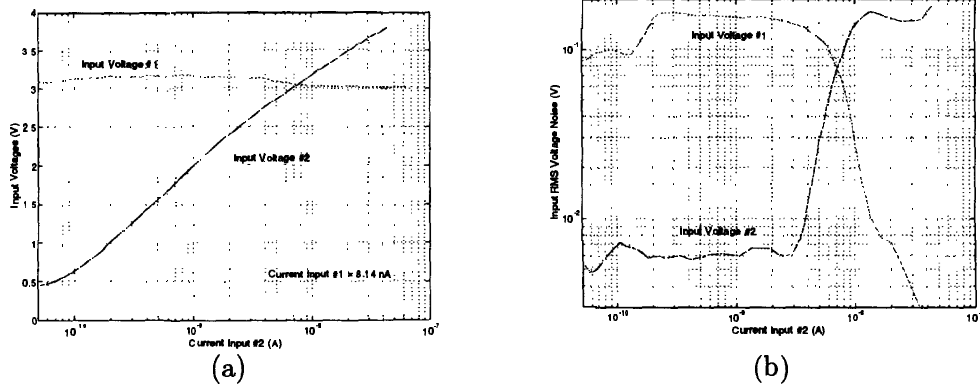 4
3 5
3
2 5
2
1 5
1
0.5
0
Input Voltages (V)
Input Voltage #1
Input Voltage #2
Current Input #1 = 8.14 nA
10^-10
10^-9
10^-8
10^-7
Current Input #2 (A)
(a)
10^-1
10^-2
Input RMS Voltage Noise (V)
Input Voltage #1
Input Voltage #2
10^-10
10^-9
10^-8
Current Input #2 (A)
(b)